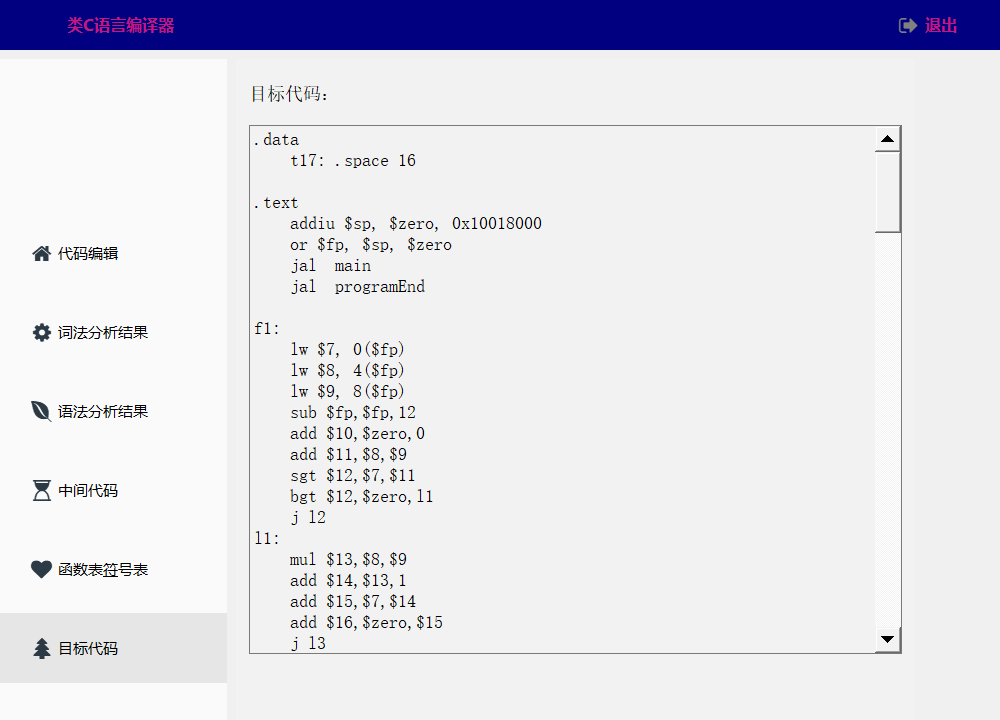 类C语言编译器
退出
代码编辑
词法分析结果
语法分析结果
中间代码
函数表符号表
目标代码
目标代码：
.data
    t17: .space 16
.text
    addiu $sp, $zero, 0x10018000
    or $fp, $sp, $zero
    jal  main
    jal  programEnd
f1:
    lw $7, 0($fp)
    lw $8, 4($fp)
    lw $9, 8($fp)
    sub $fp,$fp,12
    add $10,$zero,0
    add $11,$8,$9
    sgt $12,$7,$11
    bgt $12,$zero,l1
    j l2
l1:
    mul $13,$8,$9
    add $14,$13,1
    add $15,$7,$14
    add $16,$zero,$15
    j l3